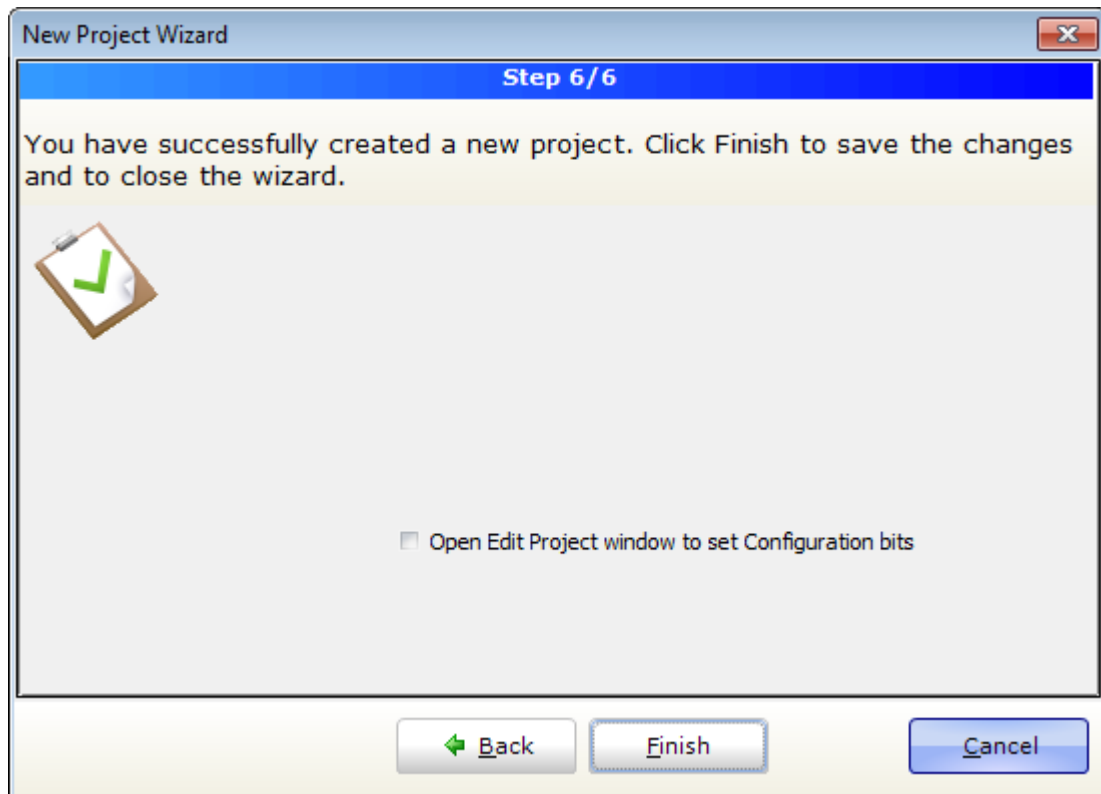 New Project Wizard
Step 6/6
You have successfully created a new project. Click Finish to save the changes
and to close the wizard.
Open Edit Project window to set Configuration bits
Back
Finish
Cancel